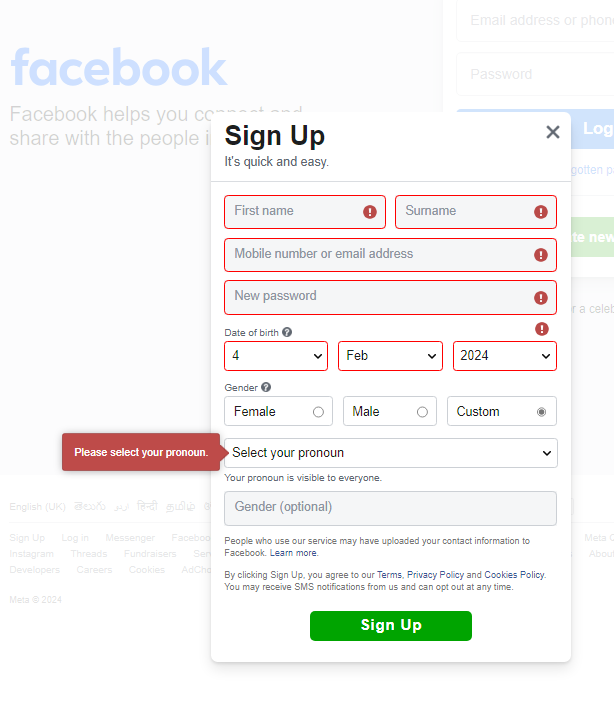 facebook
Facebook helps you connect and
share with the people i
Email address or phon
Password
Log
gotten pa
te new
r a celeb
Sign Up
It's quick and easy.
First name
Surname
Mobile number or email address
New password
Date of birth
4
Feb
2024
Gender
Female
Male
Custom
Please select your pronoun.
Select your pronoun
Your pronoun is visible to everyone.
Gender (optional)
People who use our service may have uploaded your contact information to
Facebook. Learn more.
By clicking Sign Up, you agree to our Terms, Privacy Policy and Cookies Policy.
You may receive SMS notifications from us and can opt out at any time.
Sign Up
English (UK) తెలుగు اردو हिन्दी தமிழ்
Sign Up Log in Messenger Faceboo Meta Q
Instagram Threads Fundraisers Ser Abou
Developers Careers Cookies AdCho
Meta © 2024